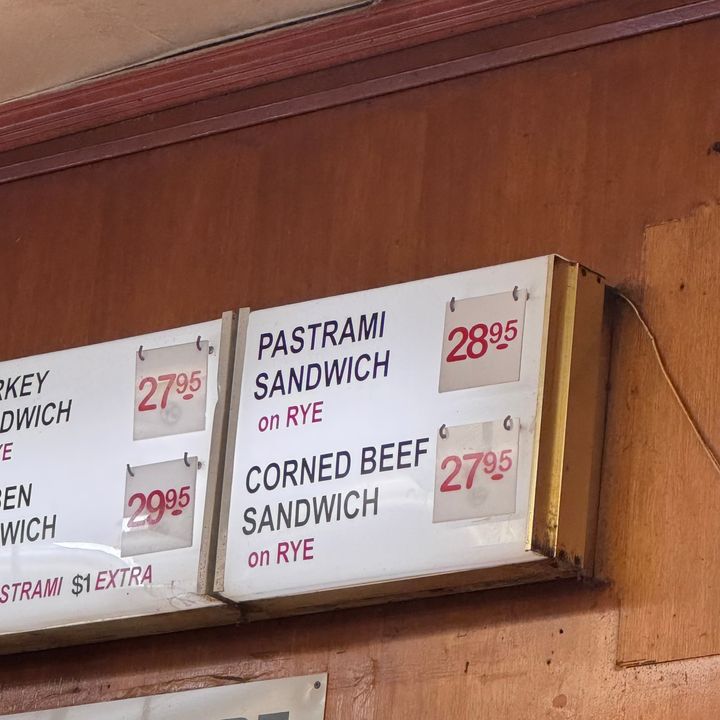 RKEY
DWICH
YE
27.95
BEN
WICH
29.95
STRAMI $1 EXTRA
PASTRAMI
SANDWICH
on RYE
28.95
CORNED BEEF
SANDWICH
on RYE
27.95